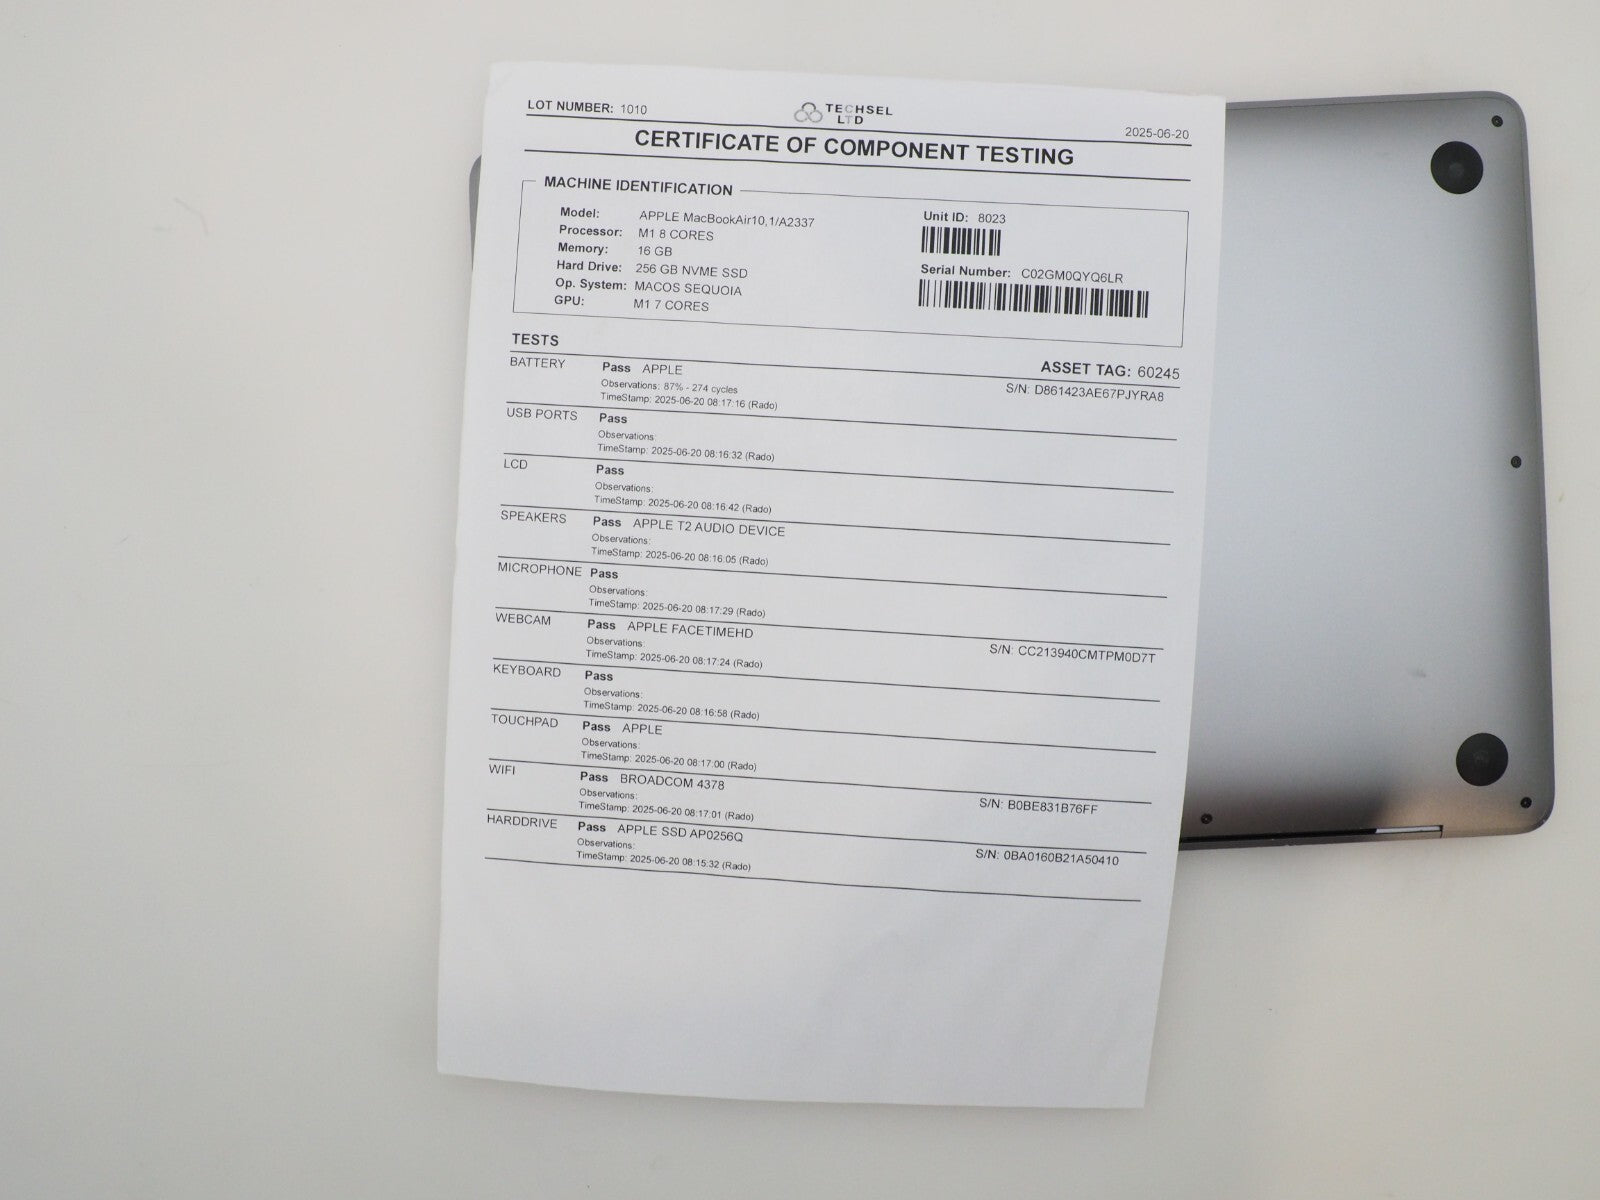 LOT NUMBER: 1010
TECHSEL
LTD
2025-06-20
CERTIFICATE OF COMPONENT TESTING
MACHINE IDENTIFICATION
Model: APPLE MacBookAir10,1/A2337
Processor: M1 8 CORES
Memory: 16 GB
Hard Drive: 256 GB NVME SSD
Op. System: MACOS SEQUOIA
GPU: M1 7 CORES
Unit ID: 8023
Serial Number: C02GM0QYQ6LR
TESTS
ASSET TAG: 60245
BATTERY Pass APPLE S/N: D861423AE67PJYRA8
Observations: 87% - 274 cycles
TimeStamp: 2025-06-20 08:17:16 (Rado)
USB PORTS Pass
Observations
TimeStamp: 2025-06-20 08:16:32 (Rado)
LCD Pass
Observations:
TimeStamp: 2025-06-20 08:16:42 (Rado)
SPEAKERS Pass APPLE T2 AUDIO DEVICE
Observations:
TimeStamp: 2025-06-20 08:16:05 (Rado)
MICROPHONE Pass
Observations:
TimeStamp: 2025-06-20 08:17:29 (Rado)
WEBCAM Pass APPLE FACETIMEHD S/N: CC213940CMTPM0D7T
Observations:
TimeStamp: 2025-06-20 08:17:24 (Rado)
KEYBOARD Pass
Observations:
TimeStamp: 2025-06-20 08:16:58 (Rado)
TOUCHPAD Pass APPLE
Observations:
TimeStamp: 2025-06-20 08:17:00 (Rado)
WIFI Pass BROADCOM 4378 S/N: B0BE831B76FF
Observations:
TimeStamp: 2025-06-20 08:17:01 (Rado)
HARDDRIVE Pass APPLE SSD AP0256Q S/N: 0BA0160B21A50410
Observations:
TimeStamp: 2025-06-20 08:15:32 (Rado)